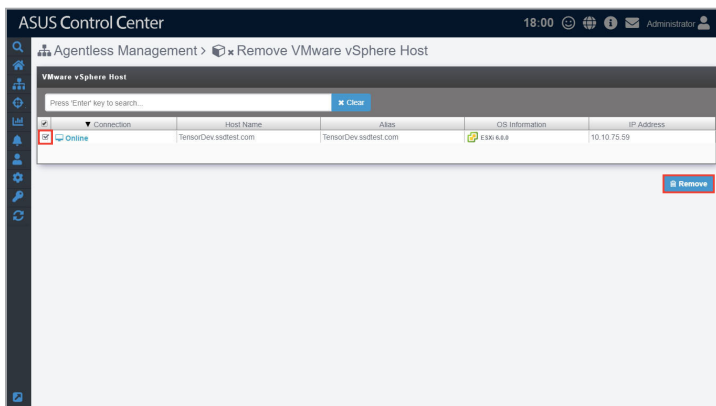 ASUS Control Center
18:00
Administrator
Agentless Management > Remove VMware vSphere Host
VMware vSphere Host
Press 'Enter' key to search...
Clear
Connection Host Name Alias OS Information IP Address
Online TensorDev.ssdtest.com TensorDev.ssdtest.com ESXi 6.0.0 10.10.75.59
Remove